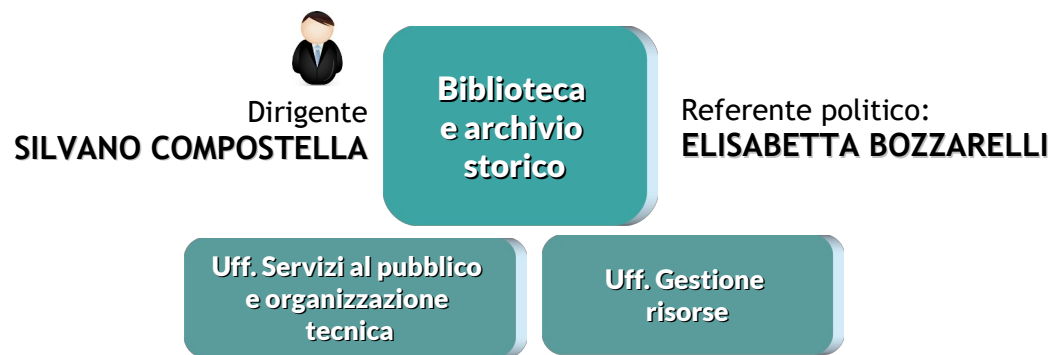 Dirigente
SILVANO COMPOSTELLA
Biblioteca
e archivio
storico
Referente politico:
ELISABETTA BOZZARELLI
Uff. Servizi al pubblico
e organizzazione
tecnica
Uff. Gestione
risorse